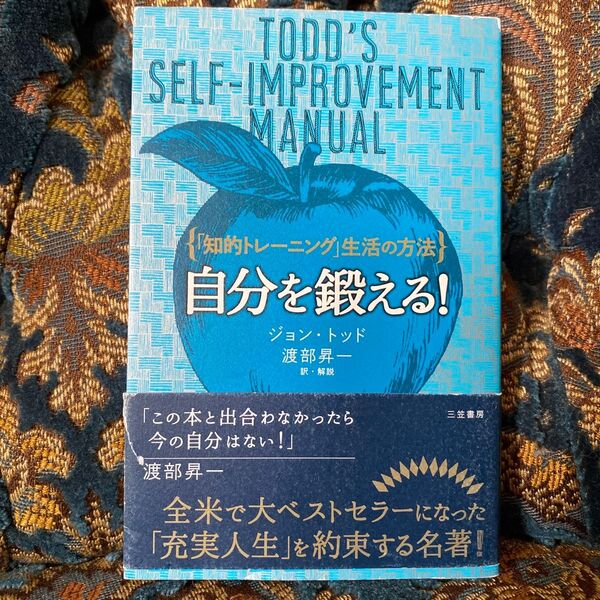 TODD'S
SELF-IMPROVEMENT
MANUAL
{「知的トレーニング」生活の方法}
自分を鍛える!
ジョン・トッド
渡部昇一
訳・解説
「この本と出合わなかったら
今の自分はない!」
渡部昇一
三笠書房
全米で大ベストセラーになった
「充実人生」を約束する名著